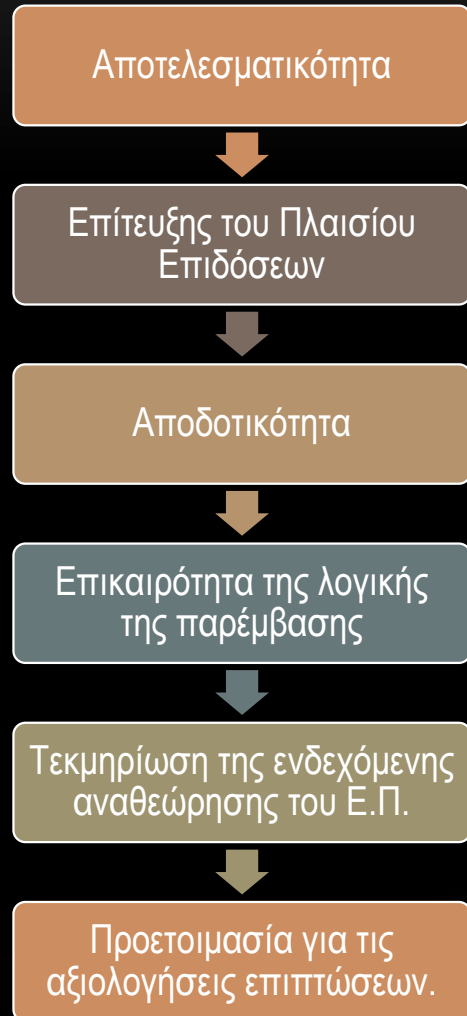 Αποτελεσματικότητα
Επίτευξης του Πλαισίου
Επιδόσεων
Αποδοτικότητα
Επικαιρότητα της λογικής
της παρέμβασης
Τεκμηρίωση της ενδεχόμενης
αναθεώρησης του Ε.Π.
Προετοιμασία για τις
αξιολογήσεις επιπτώσεων.